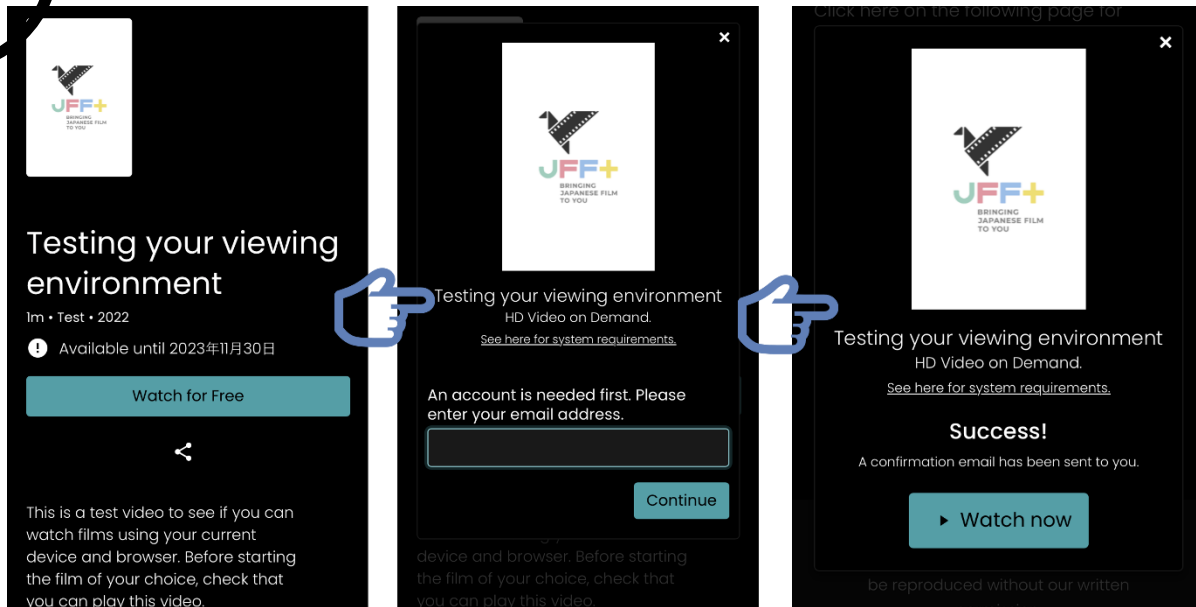 JFF+
BRINGING
JAPANESE FILM
TO YOU
Testing your viewing
environment
1m • Test • 2022
Available until 2023年11月30日
Watch for Free
This is a test video to see if you can
watch films using your current
device and browser. Before starting
the film of your choice, check that
you can play this video.
JFF+
BRINGING
JAPANESE FILM
TO YOU
Testing your viewing environment
HD Video on Demand.
See here for system requirements.
An account is needed first. Please
enter your email address.
Continue
device and browser. Before starting
the film of your choice, check that
you can play this video.
Click here on the following page for
JFF+
BRINGING
JAPANESE FILM
TO YOU
Testing your viewing environment
HD Video on Demand.
See here for system requirements.
Success!
A confirmation email has been sent to you.
Watch now
be reproduced without our written